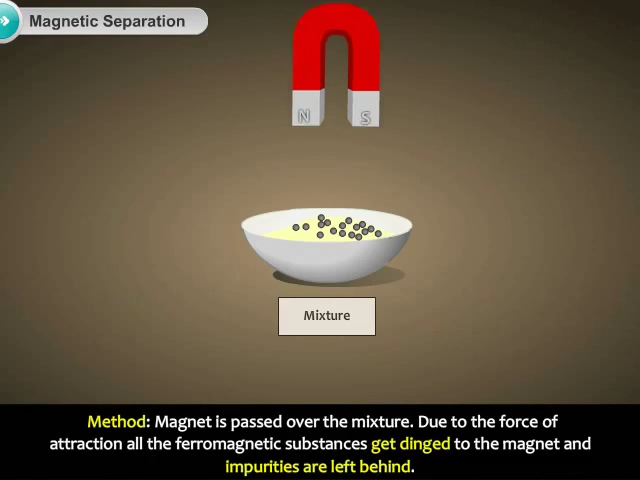 Magnetic Separation
N S
Mixture
Method: Magnet is passed over the mixture. Due to the force of
attraction all the ferromagnetic substances get dinged to the magnet and
impurities are left behind.